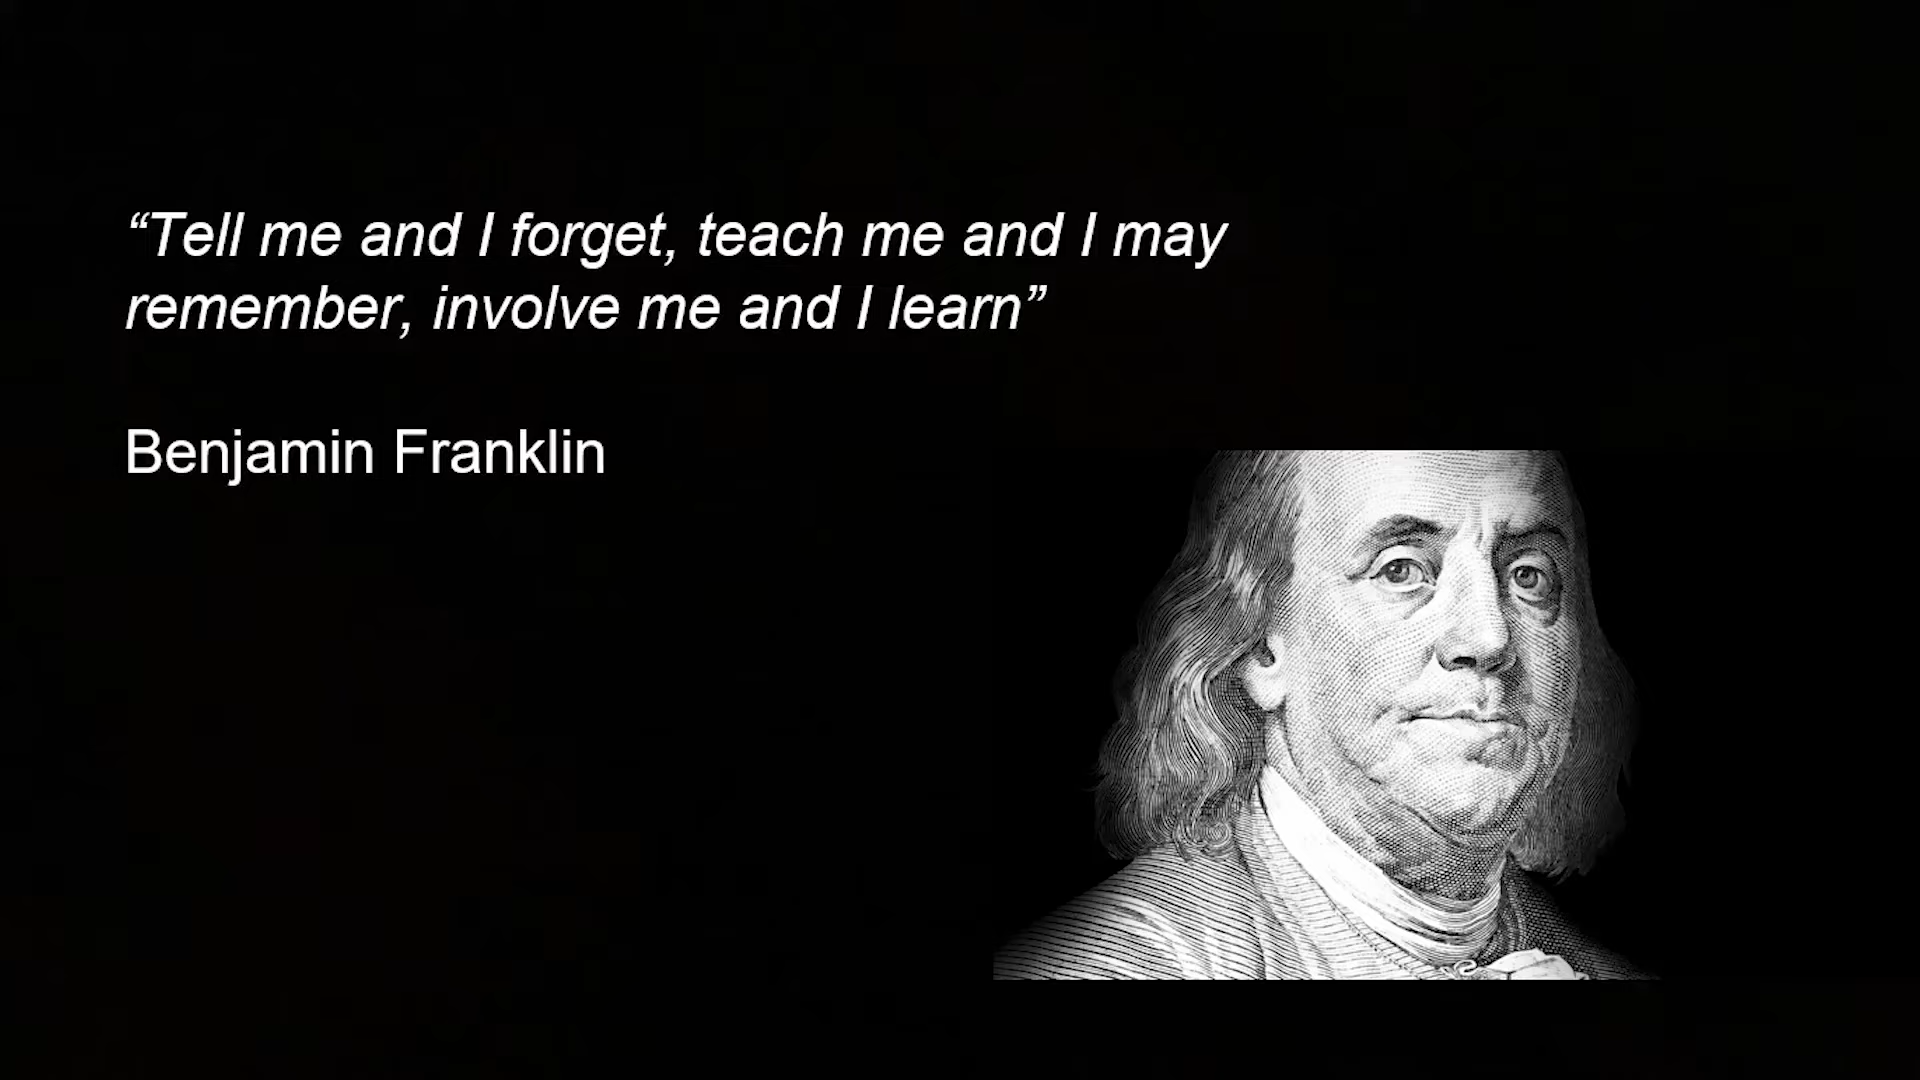 “Tell me and I forget, teach me and I may
remember, involve me and I learn”
Benjamin Franklin